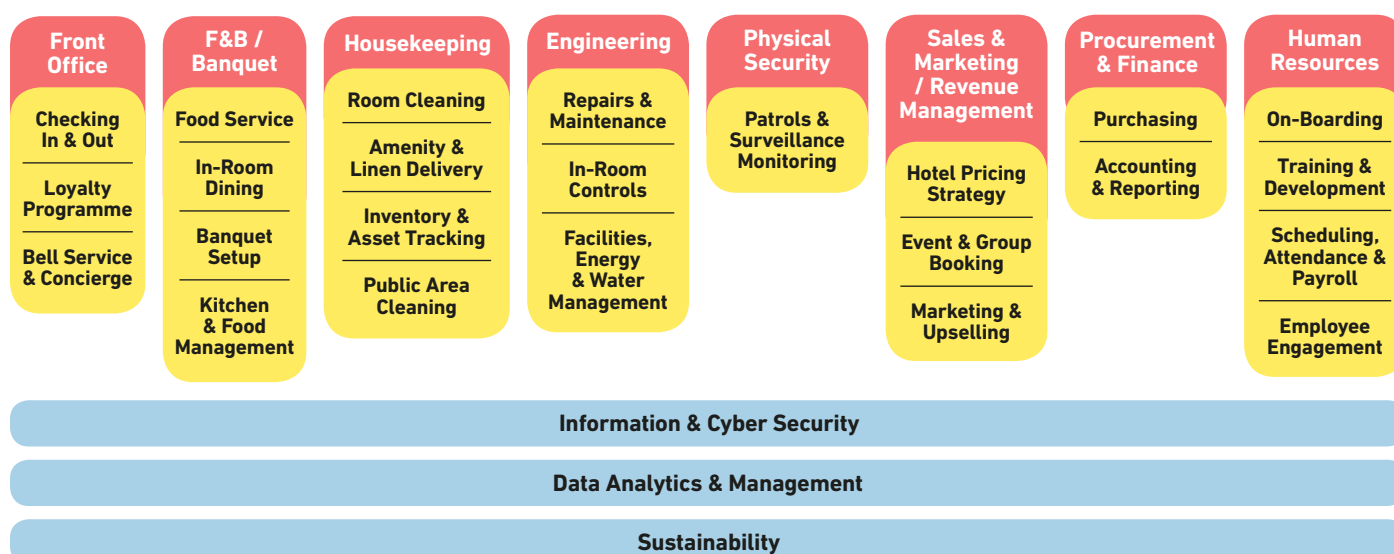 Front
Office
Checking
In & Out
Loyalty
Programme
Bell Service
& Concierge
F&B /
Banquet
Food Service
In-Room
Dining
Banquet
Setup
Kitchen
& Food
Management
Housekeeping
Room Cleaning
Amenity &
Linen Delivery
Inventory &
Asset Tracking
Public Area
Cleaning
Engineering
Repairs &
Maintenance
In-Room
Controls
Facilities,
Energy
& Water
Management
Physical
Security
Patrols &
Surveillance
Monitoring
Sales &
Marketing
/ Revenue
Management
Hotel Pricing
Strategy
Event & Group
Booking
Marketing &
Upselling
Procurement
& Finance
Purchasing
Accounting
& Reporting
Human
Resources
On-Boarding
Training &
Development
Scheduling,
Attendance &
Payroll
Employee
Engagement
Information & Cyber Security
Data Analytics & Management
Sustainability